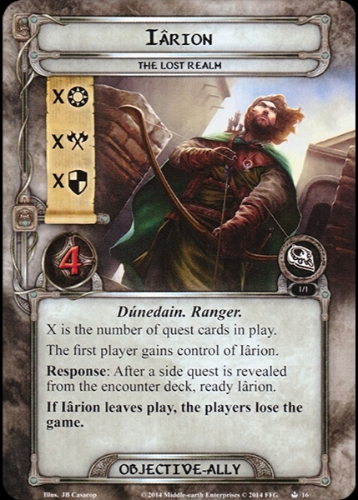 Iârion
The Lost Realm
X
X
X
4
1/1
Dúnedain. Ranger.
X is the number of quest cards in play.
The first player gains control of Iârion.
Response: After a side quest is revealed
from the encounter deck, ready Iârion.
If Iârion leaves play, the players lose the
game.
Objective-Ally
Illus. JB Casacop ©2014 Middle-earth Enterprises ©2014 FFG 16